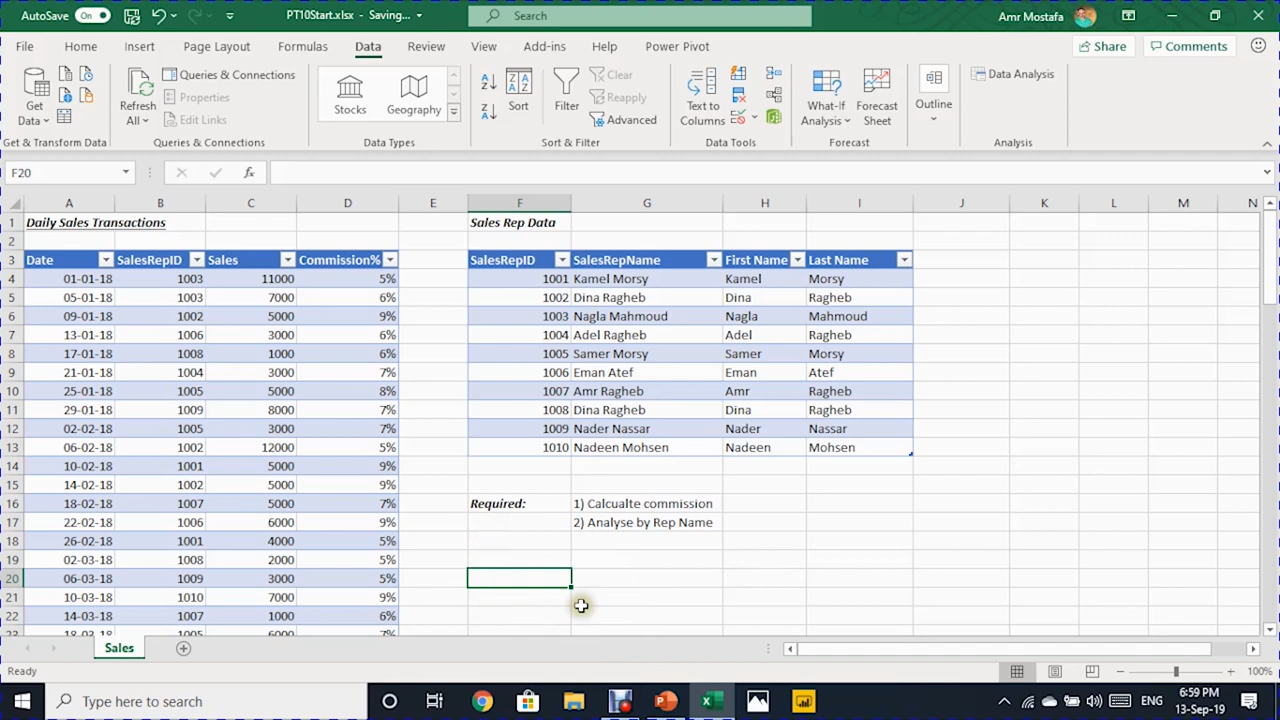 AutoSave On PT10Start.xlsx - Saving... Search Amr Mostafa
File Home Insert Page Layout Formulas Data Review View Add-ins Help Power Pivot Share Comments
Get Data Refresh All Queries & Connections Properties Edit Links Stocks Geography Sort Filter Clear Reapply Advanced Text to Columns What-If Analysis Forecast Sheet Outline Data Analysis
Get & Transform Data Queries & Connections Data Types Sort & Filter Data Tools Forecast Analysis
F20 fx
A B C D E F G H I J K L M N
1 Daily Sales Transactions Sales Rep Data
2
3 Date SalesRepID Sales Commission% SalesRepID SalesRepName First Name Last Name
4 01-01-18 1003 11000 5% 1001 Kamel Morsy Kamel Morsy
5 05-01-18 1003 7000 6% 1002 Dina Ragheb Dina Ragheb
6 09-01-18 1002 5000 9% 1003 Nagla Mahmoud Nagla Mahmoud
7 13-01-18 1006 3000 6% 1004 Adel Ragheb Adel Ragheb
8 17-01-18 1008 1000 6% 1005 Samer Morsy Samer Morsy
9 21-01-18 1004 3000 7% 1006 Eman Atef Eman Atef
10 25-01-18 1005 5000 8% 1007 Amr Ragheb Amr Ragheb
11 29-01-18 1009 8000 7% 1008 Dina Ragheb Dina Ragheb
12 02-02-18 1005 3000 7% 1009 Nader Nassar Nader Nassar
13 06-02-18 1002 12000 5% 1010 Nadeen Mohsen Nadeen Mohsen
14 10-02-18 1001 5000 9%
15 14-02-18 1002 5000 9%
16 18-02-18 1007 5000 7% Required: 1) Calcualte commission
17 22-02-18 1006 6000 9% 2) Analyse by Rep Name
18 26-02-18 1001 4000 5%
19 02-03-18 1008 2000 5%
20 06-03-18 1009 3000 5%
21 10-03-18 1010 7000 9%
22 14-03-18 1007 1000 6%
23 18-03-18 1005 6000 7%
Sales
Ready 100%
Type here to search ENG 6:59 PM
13-Sep-19